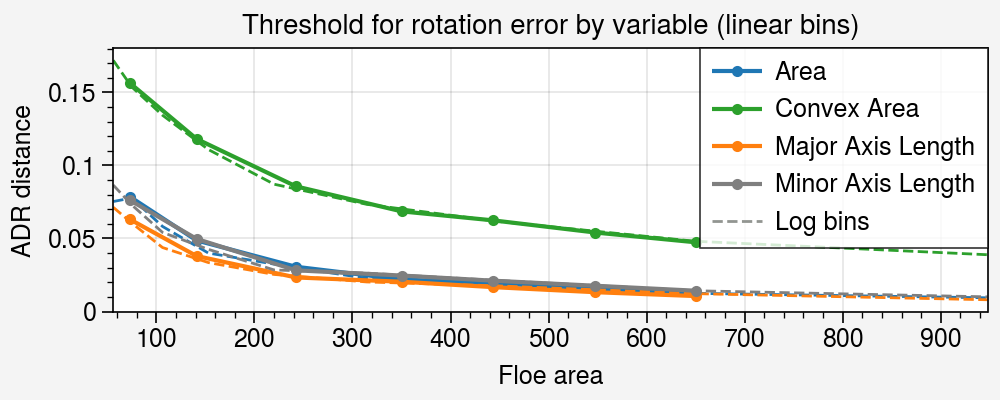 Threshold for rotation error by variable (linear bins)
ADR distance
0.15
0.1
0.05
0
Area
Convex Area
Major Axis Length
Minor Axis Length
Log bins
100 200 300 400 500 600 700 800 900
Floe area